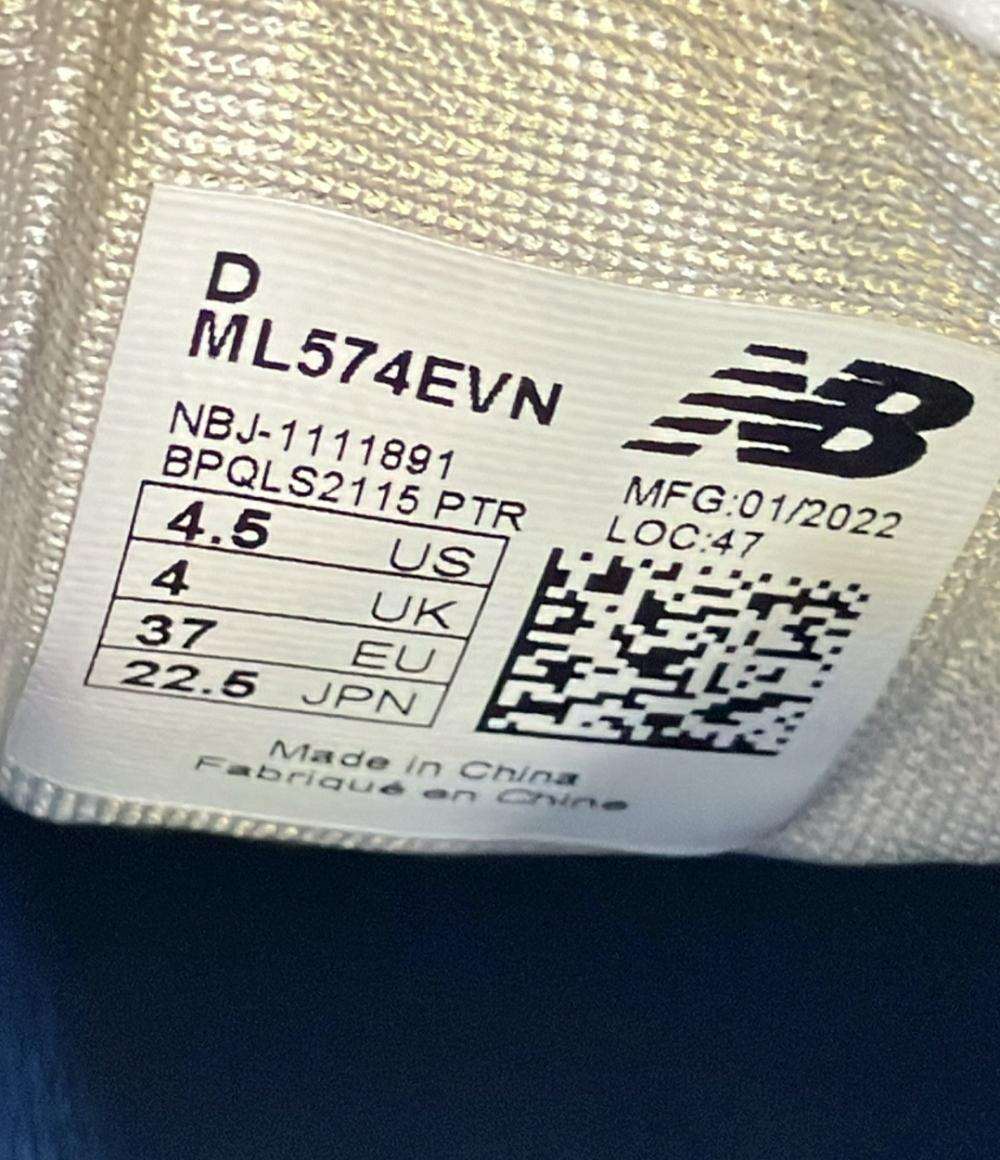 D
ML574EVN
NB
NBJ-1111891
BPQLS2115 PTR
MFG:01/2022
LOC:47
4.5 US
4 UK
37 EU
22.5 JPN
Made in China
Fabriqué en Chine